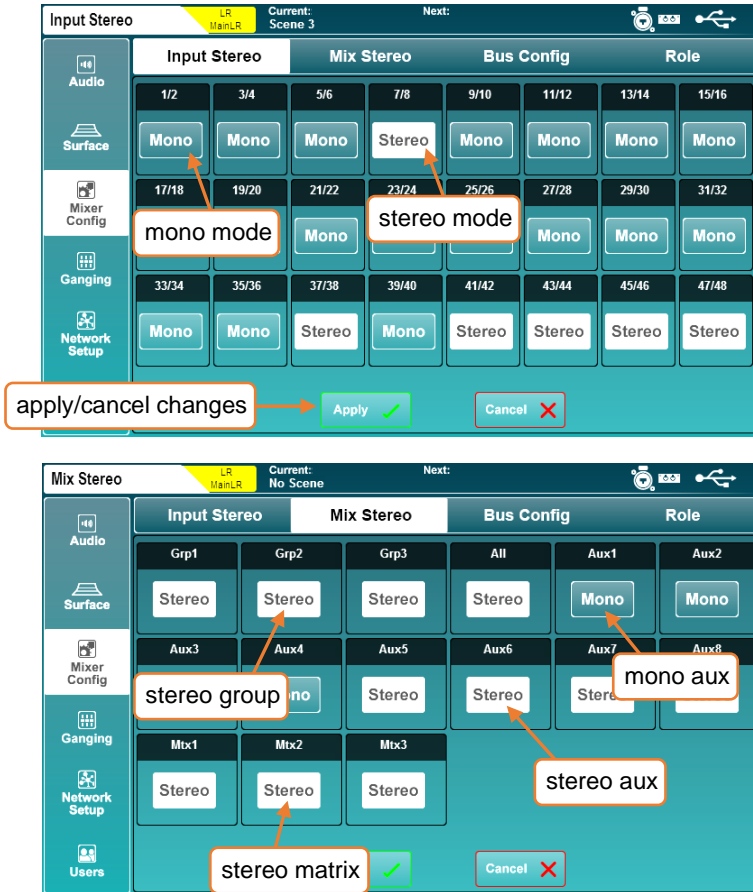 Input Stereo LR MainLR Current: Scene 3 Next:
Input Stereo Mix Stereo Bus Config Role
Audio
1/2 3/4 5/6 7/8 9/10 11/12 13/14 15/16
Mono Mono Mono Stereo Mono Mono Mono Mono
Surface
17/18 19/20 21/22 23/24 25/26 27/28 29/30 31/32
Mixer Config
mono mode
stereo mode
Mono Mono Mono Mono
Ganging
33/34 35/36 37/38 39/40 41/42 43/44 45/46 47/48
Mono Mono Stereo Mono Stereo Stereo Stereo Stereo
Network Setup
apply/cancel changes
Apply Cancel
Mix Stereo LR MainLR Current: No Scene Next:
Input Stereo Mix Stereo Bus Config Role
Audio
Grp1 Grp2 Grp3 All Aux1 Aux2
Stereo Stereo Stereo Stereo Mono Mono
Surface
Aux3 Aux4 Aux5 Aux6 Aux7 Aux8
Mixer Config
stereo group
Stereo Stereo
mono aux
Ganging
Mtx1 Mtx2 Mtx3
Stereo Stereo Stereo
stereo aux
Network Setup
stereo matrix
Cancel
Users